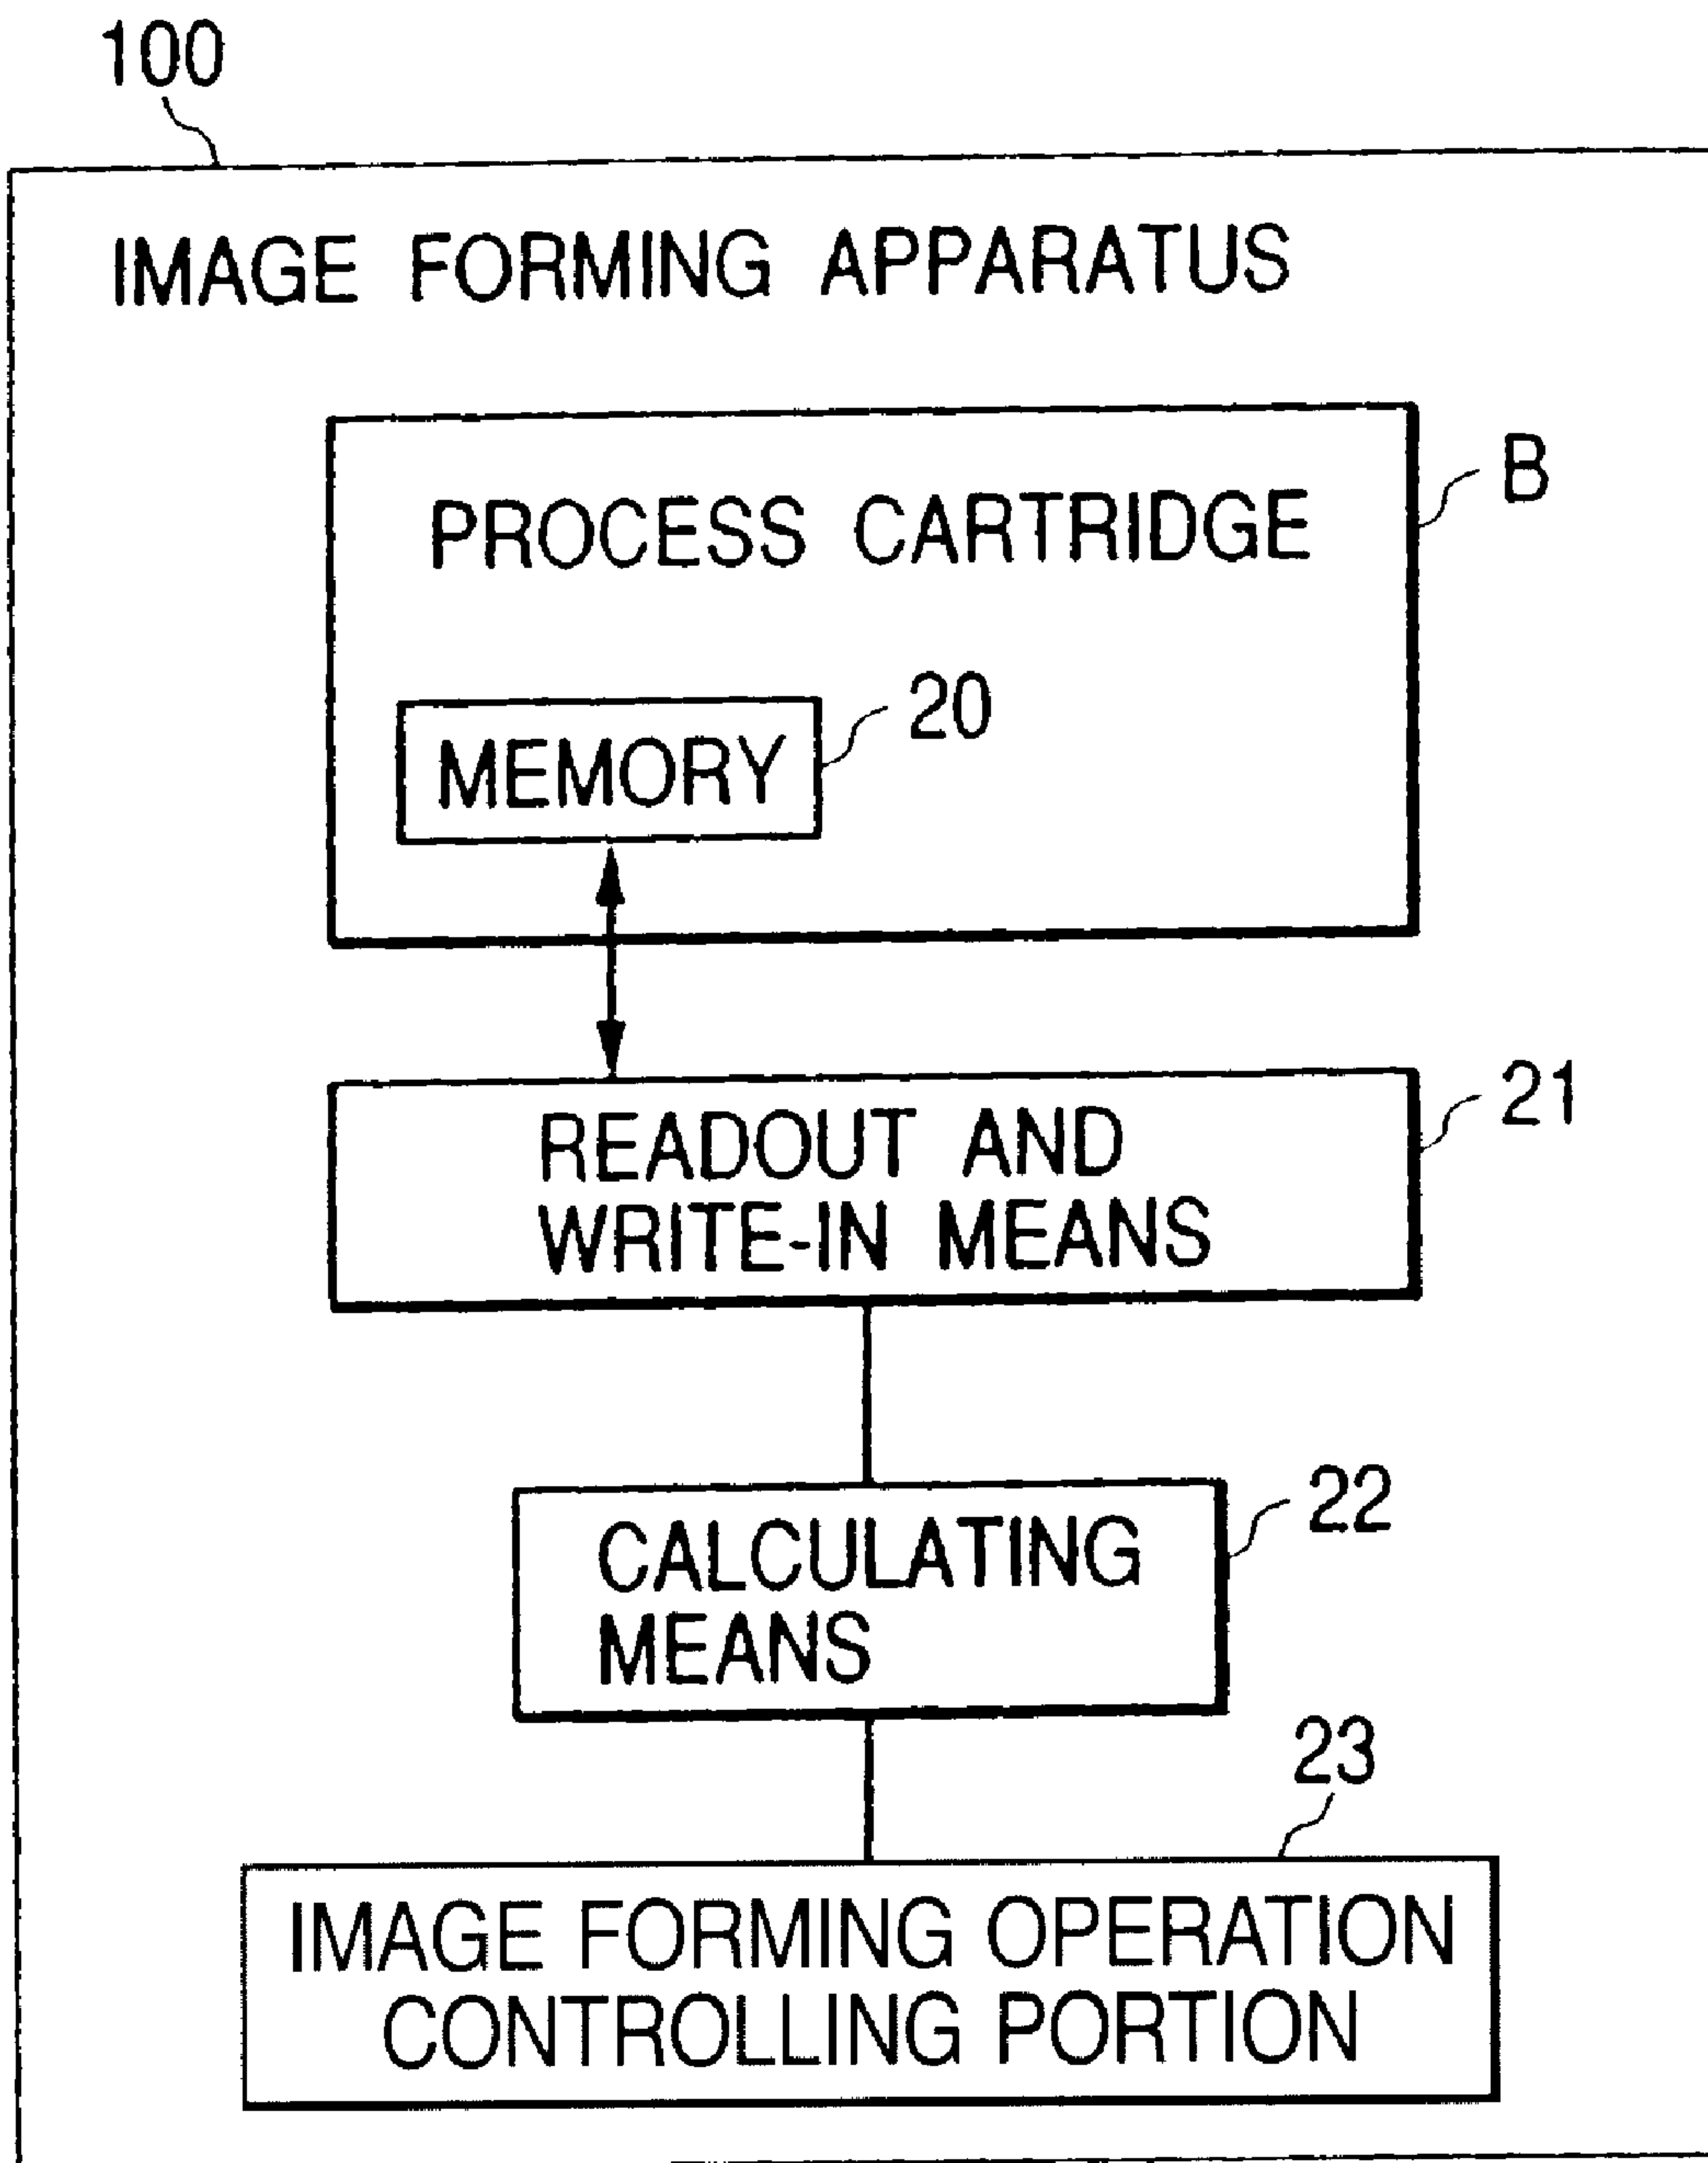 100
IMAGE FORMING APPARATUS
B
PROCESS CARTRIDGE
20
MEMORY
21
READOUT AND
WRITE-IN MEANS
22
CALCULATING
MEANS
23
IMAGE FORMING OPERATION
CONTROLLING PORTION